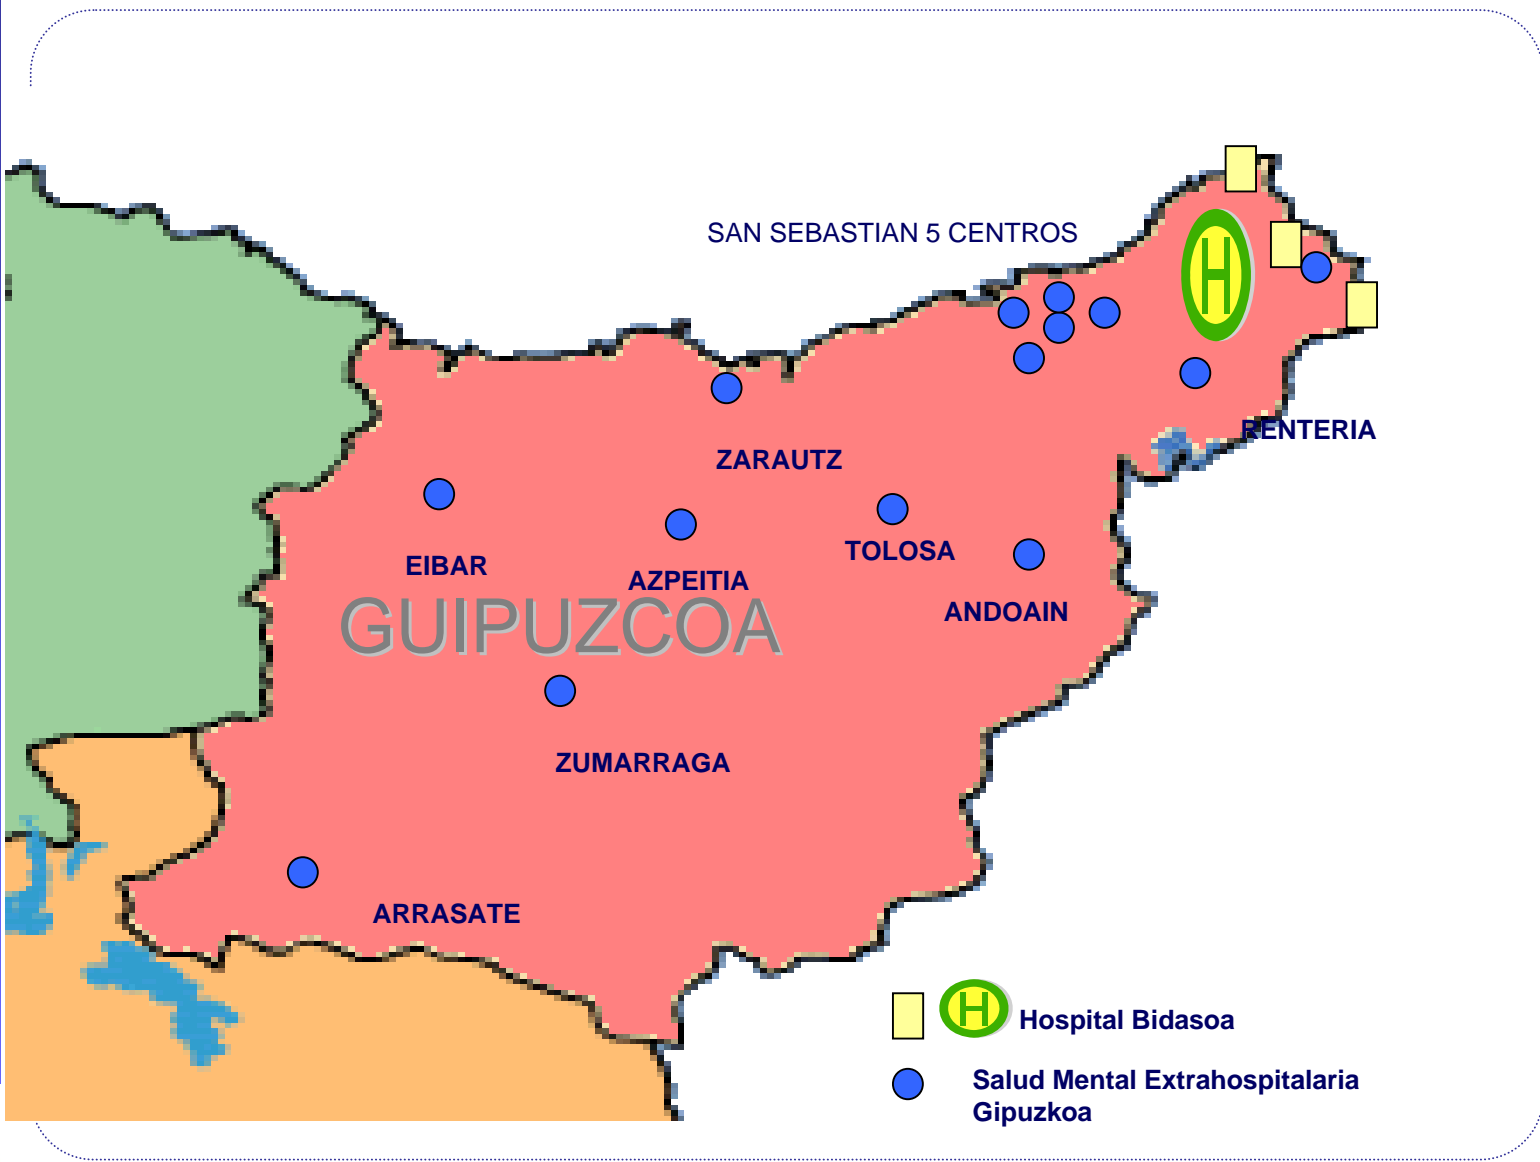 SAN SEBASTIAN 5 CENTROS
H
RENTERIA
ZARAUTZ
TOLOSA
EIBAR
AZPEITIA
ANDOAIN
GUIPUZCOA
ZUMARRAGA
ARRASATE
H Hospital Bidasoa
Salud Mental Extrahospitalaria
Gipuzkoa